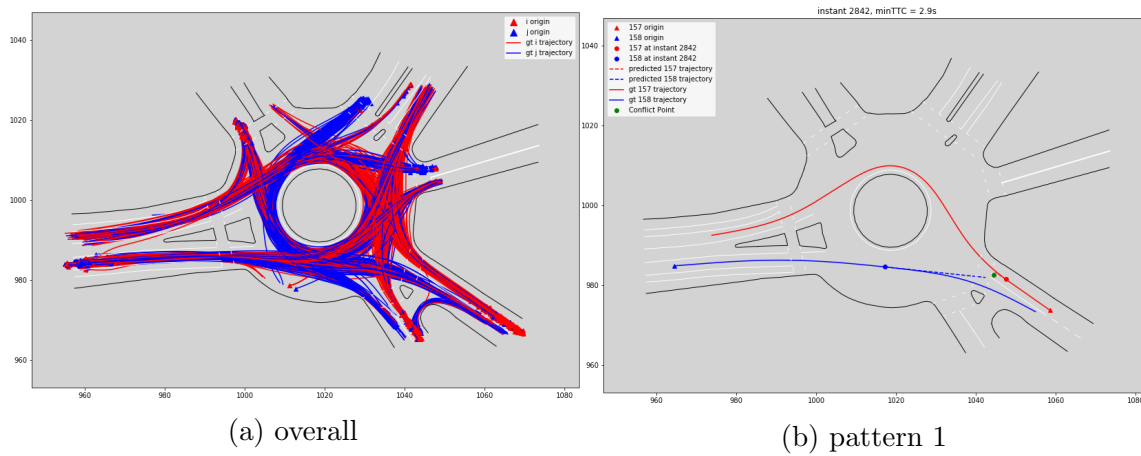 i origin
j origin
gt i trajectory
gt j trajectory
1040
1020
1000
980
960
960
980
1000
1020
1040
1060
1080
(a) overall
instant 2842, minTTC = 2.9s
157 origin
158 origin
157 at instant 2842
158 at instant 2842
predicted 157 trajectory
predicted 158 trajectory
gt 157 trajectory
gt 158 trajectory
Conflict Point
1040
1020
1000
980
960
960
980
1000
1020
1040
1060
1080
(b) pattern 1